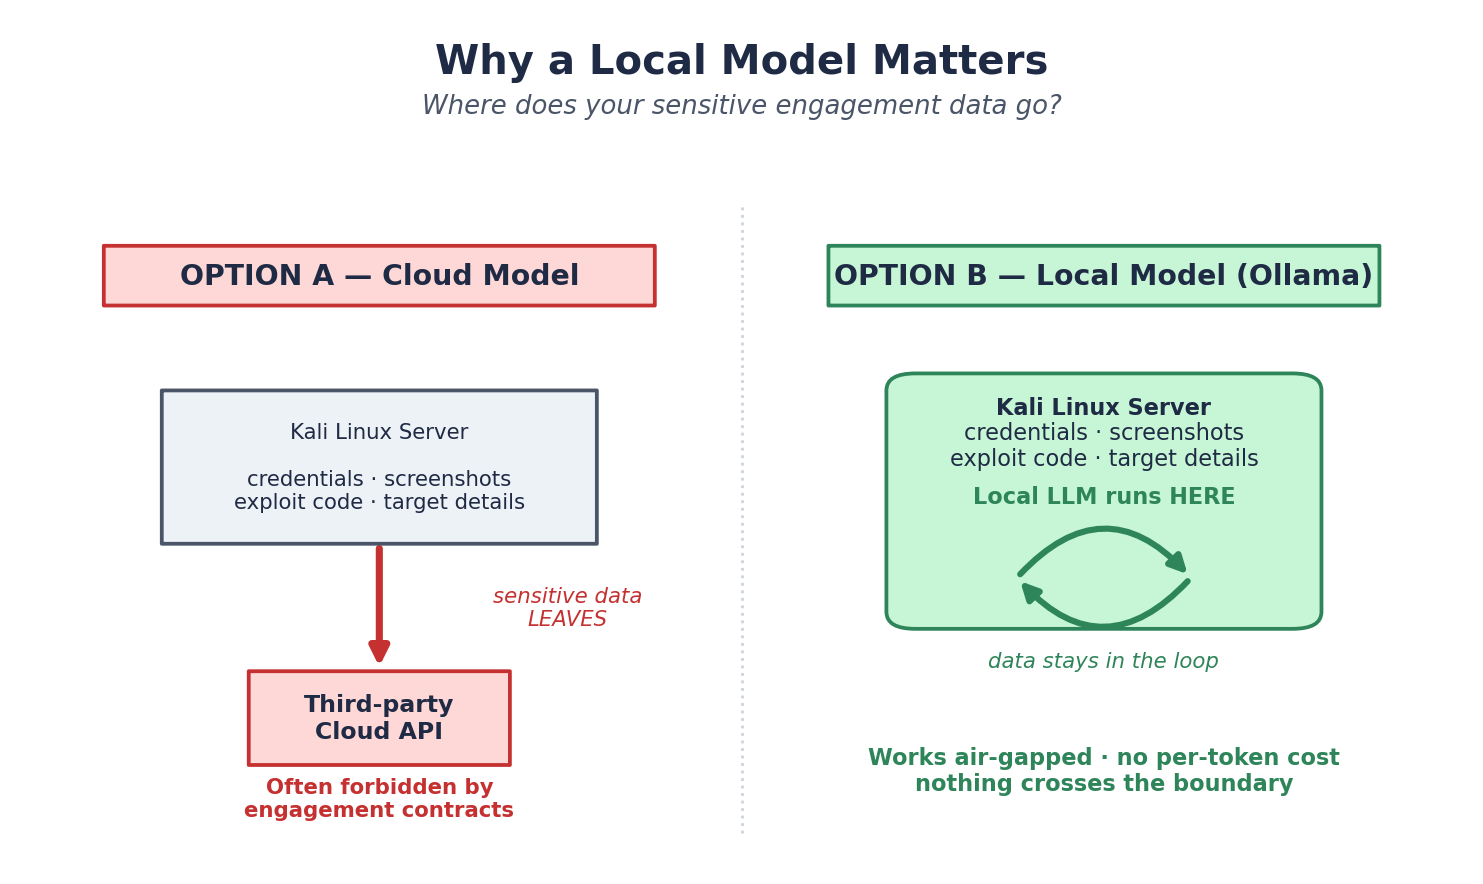 Why a Local Model Matters
Where does your sensitive engagement data go?
OPTION A — Cloud Model
Kali Linux Server
credentials · screenshots
exploit code · target details
sensitive data
LEAVES
Third-party
Cloud API
Often forbidden by
engagement contracts
OPTION B — Local Model (Ollama)
Kali Linux Server
credentials · screenshots
exploit code · target details
Local LLM runs HERE
data stays in the loop
Works air-gapped · no per-token cost
nothing crosses the boundary